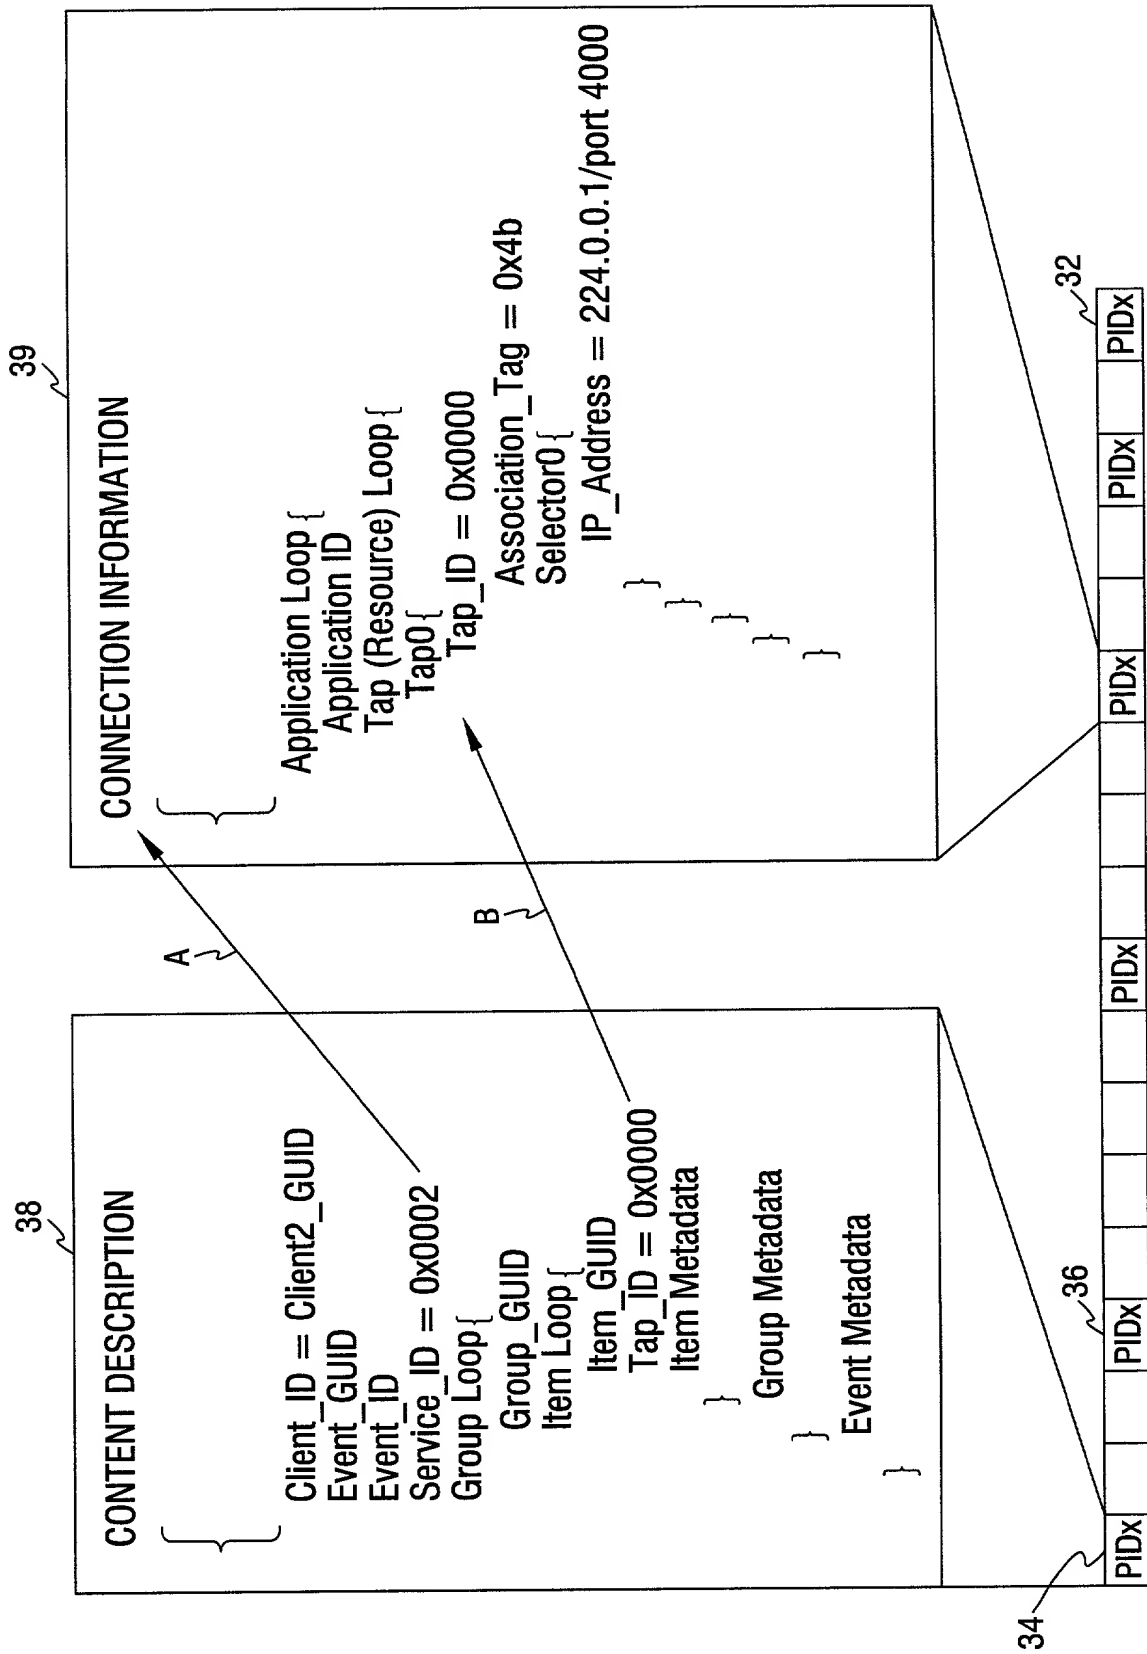 38
CONTENT DESCRIPTION
{
Client_ID = Client2_GUID
Event_GUID
Event_ID
Service_ID = 0x0002
Group Loop{
Group_GUID
Item Loop{
Item_GUID
Tap_ID = 0x0000
Item Metadata
}
Group Metadata
}
Event Metadata
}
A
B
39
CONNECTION INFORMATION
{
Application Loop{
Application ID
Tap (Resource) Loop{
Tap0{
Tap_ID = 0x0000
Association_Tag = 0x4b
Selector0{
IP_Address = 224.0.0.1/port 4000
}
}
}
}
}
34
36
32
PIDx PIDx PIDx PIDx PIDx PIDx